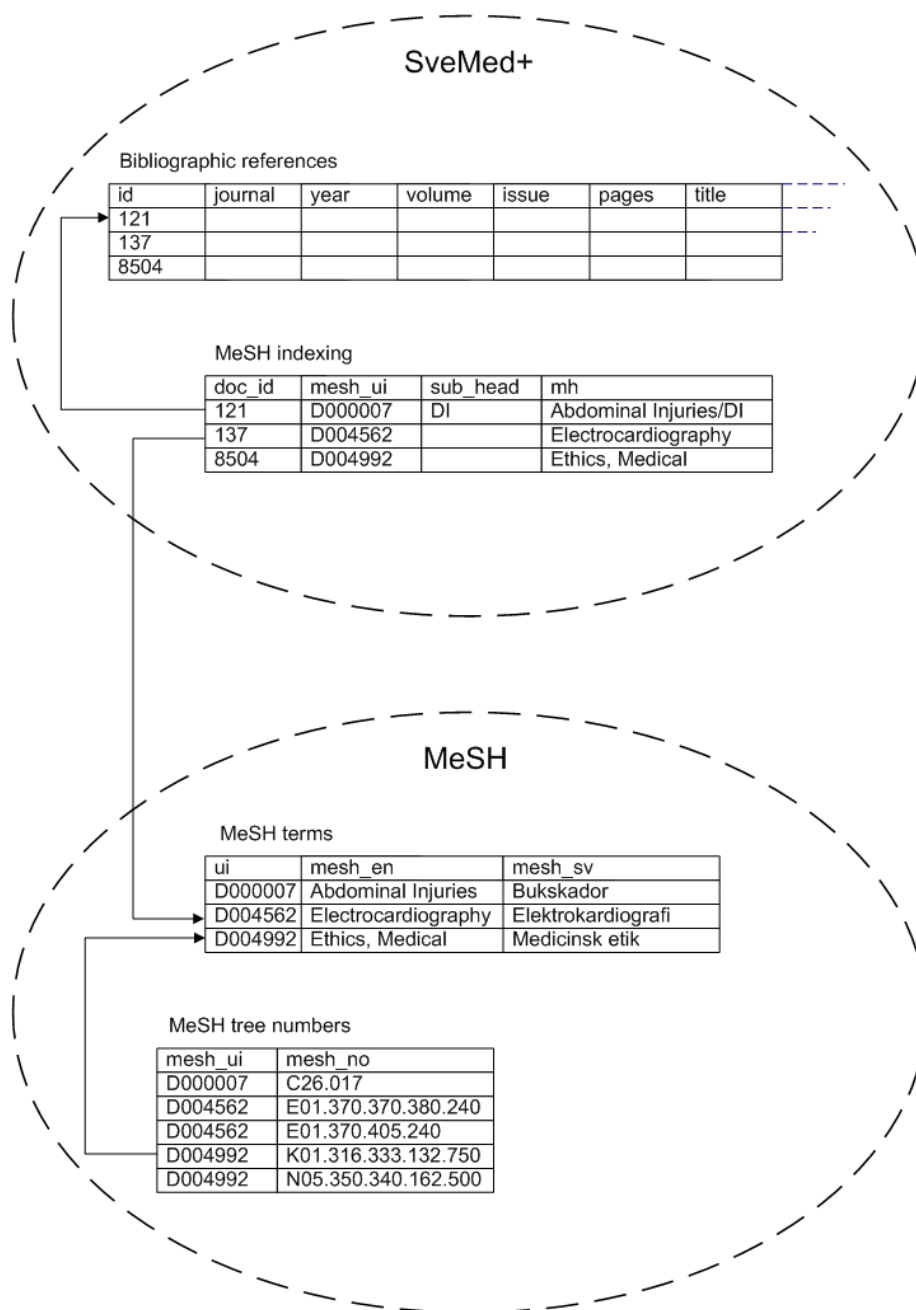 SveMed+
Bibliographic references
id journal year volume issue pages title
121
137
8504
MeSH indexing
doc_id mesh_ui sub_head mh
121 D000007 DI Abdominal Injuries/DI
137 D004562 Electrocardiography
8504 D004992 Ethics, Medical
MeSH
MeSH terms
ui mesh_en mesh_sv
D000007 Abdominal Injuries Bukskador
D004562 Electrocardiography Elektrokardiografi
D004992 Ethics, Medical Medicinsk etik
MeSH tree numbers
mesh_ui mesh_no
D000007 C26.017
D004562 E01.370.370.380.240
D004562 E01.370.405.240
D004992 K01.316.333.132.750
D004992 N05.350.340.162.500